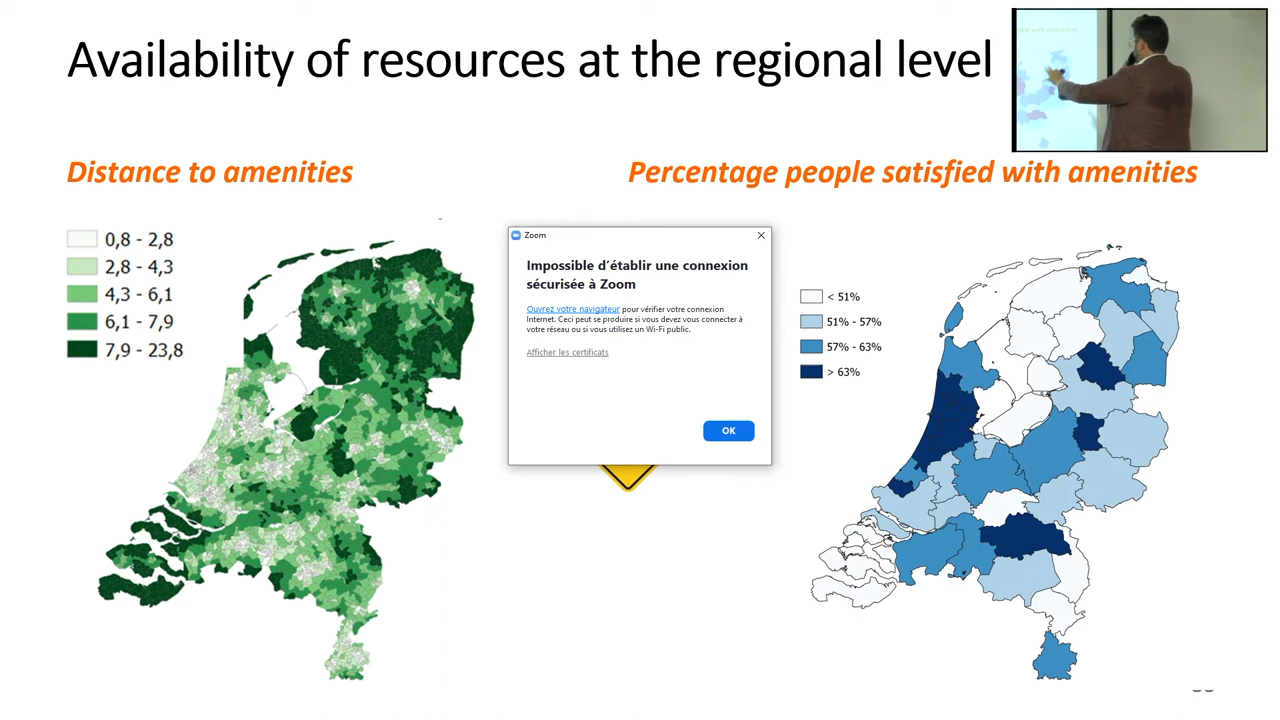 Availability of resources at the regional level
Distance to amenities
Percentage people satisfied with amenities
0,8 - 2,8
2,8 - 4,3
4,3 - 6,1
6,1 - 7,9
7,9 - 23,8
Zoom
Impossible d'établir une connexion
sécurisée à Zoom
Ouvrez votre navigateur pour vérifier votre connexion
Internet. Ceci peut se produire si vous devez vous connecter à
votre réseau ou si vous utilisez un Wi-Fi public.
Afficher les certificats
OK
< 51%
51% - 57%
57% - 63%
> 63%